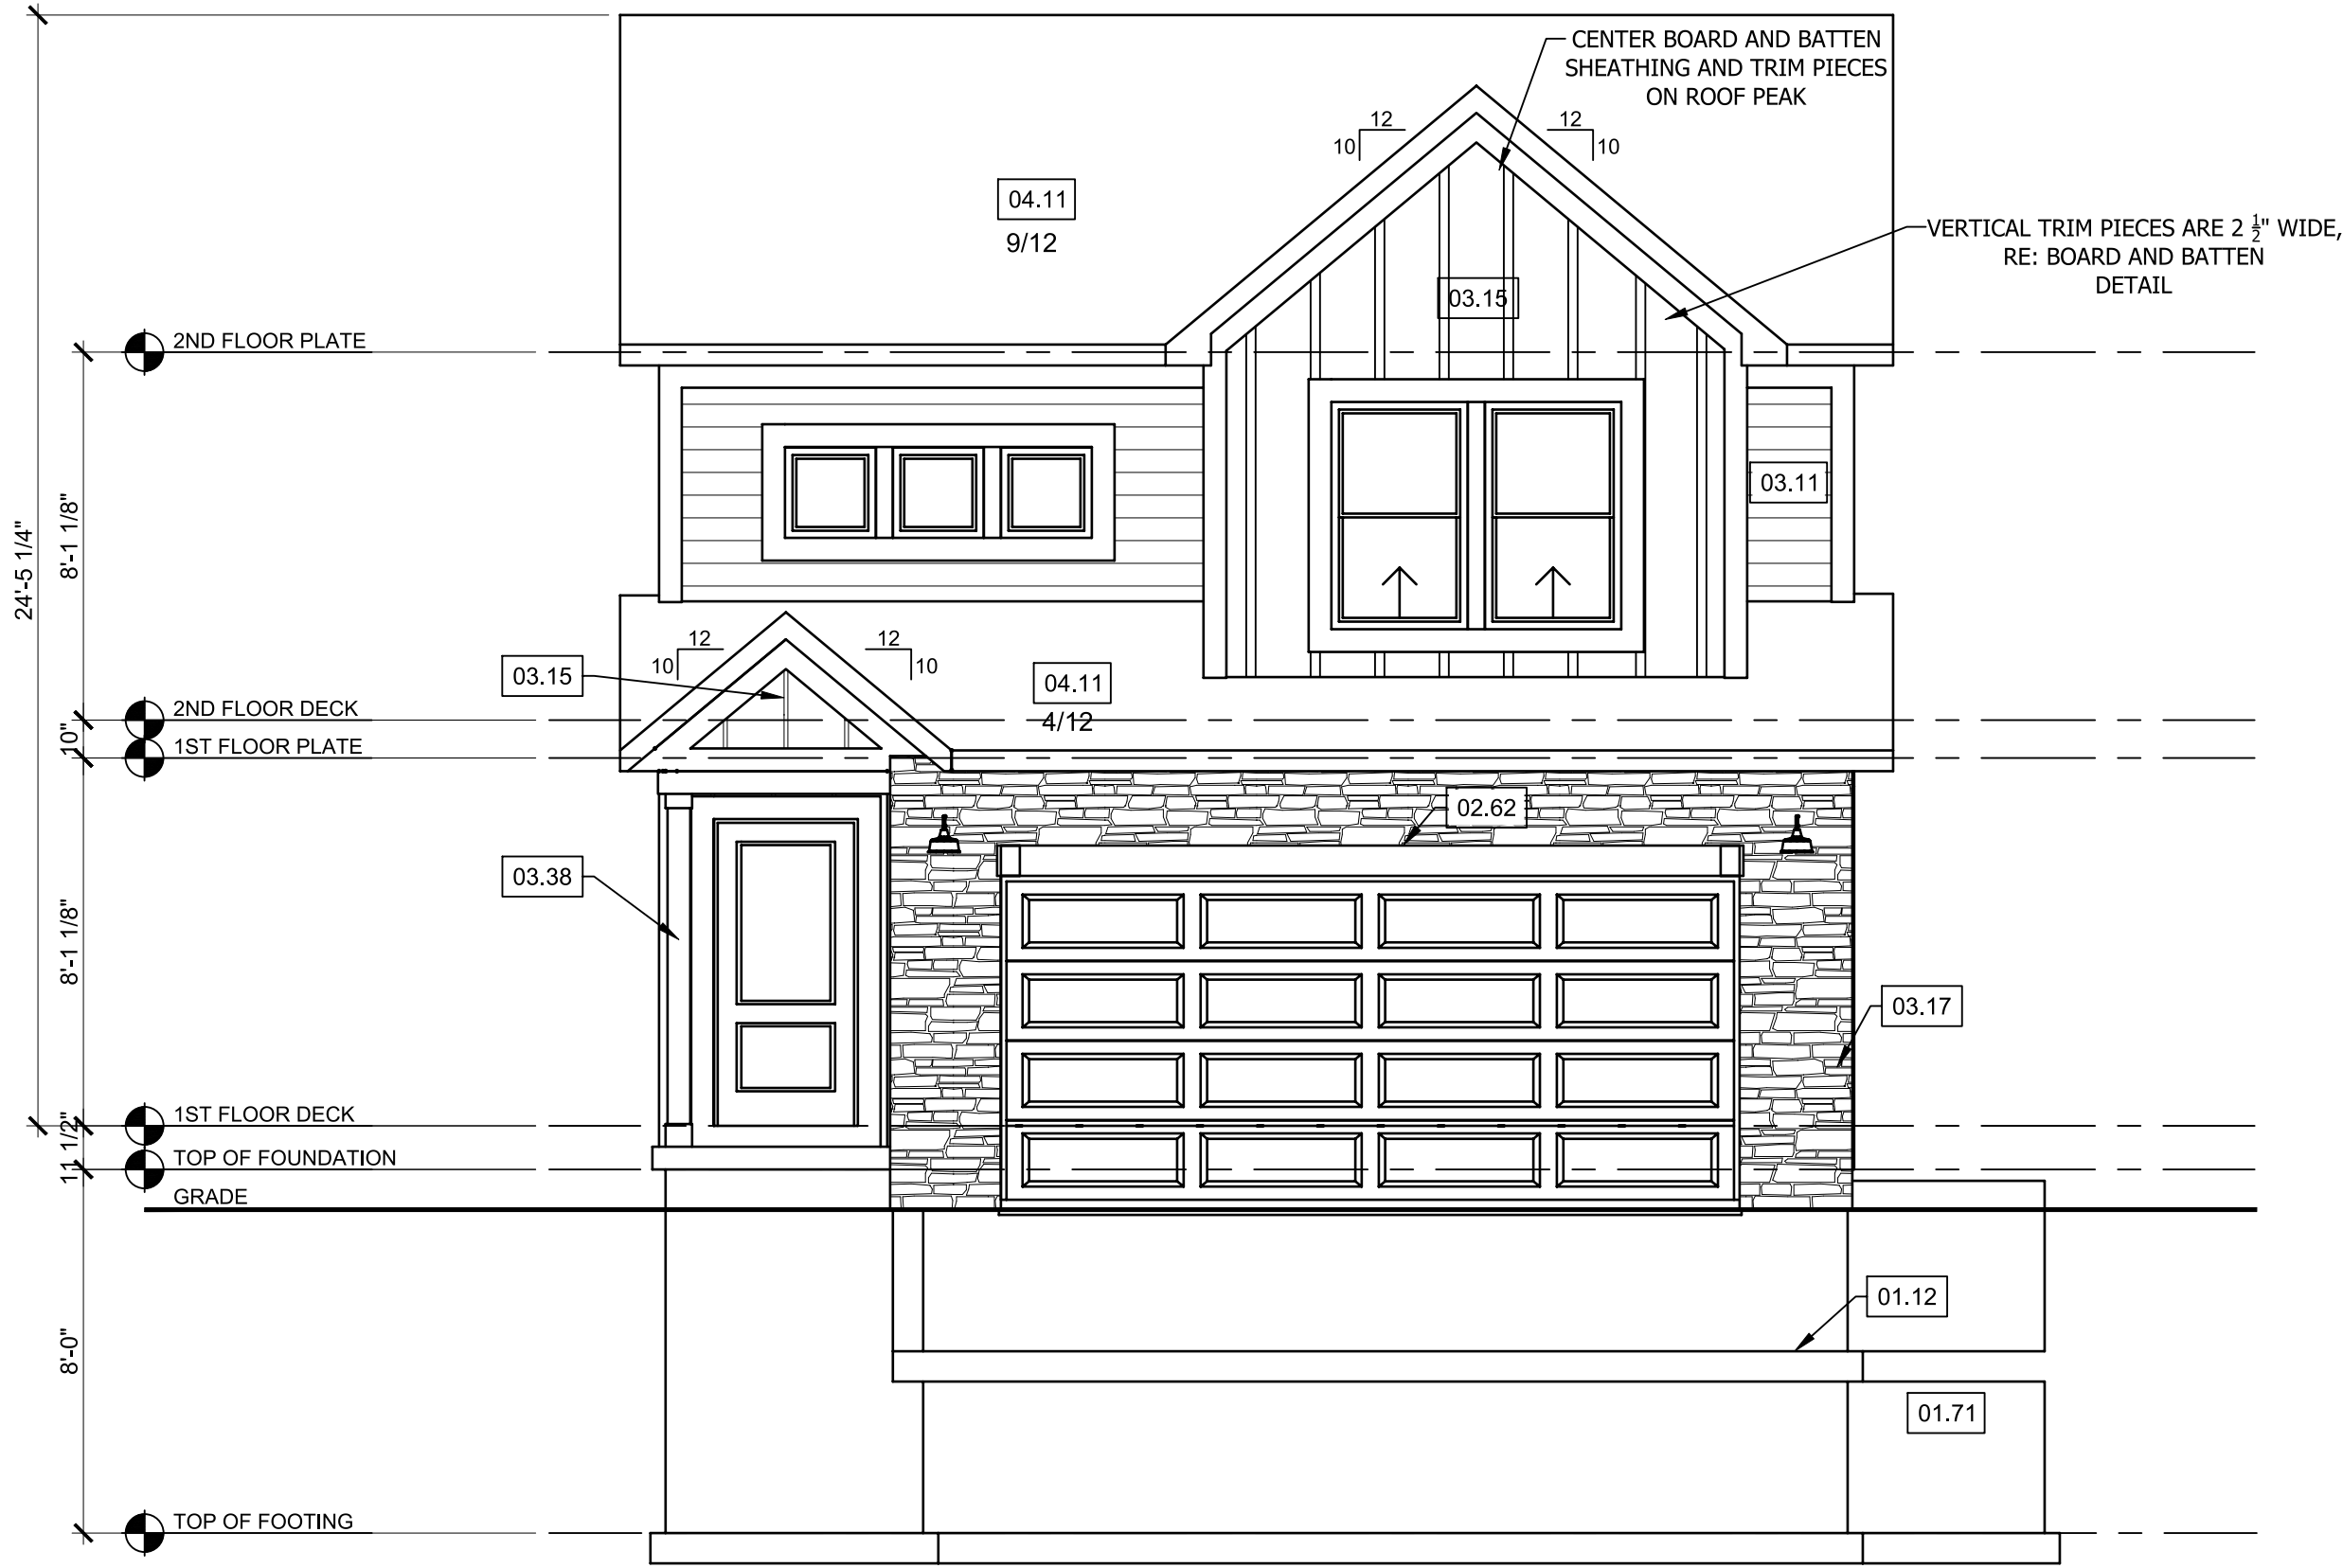 CENTER BOARD AND BATTEN
SHEATHING AND TRIM PIECES
ON ROOF PEAK
12
10
12
10
04.11
9/12
VERTICAL TRIM PIECES ARE 2 1/2" WIDE,
RE: BOARD AND BATTEN
DETAIL
03.15
2ND FLOOR PLATE
03.11
24'-5 1/4"
8'-1 1/8"
12
10
12
10
03.15
04.11
4/12
2ND FLOOR DECK
10"
1ST FLOOR PLATE
02.62
03.38
8'-1 1/8"
03.17
1ST FLOOR DECK
11 1/2"
TOP OF FOUNDATION
GRADE
01.12
8'-0"
01.71
TOP OF FOOTING